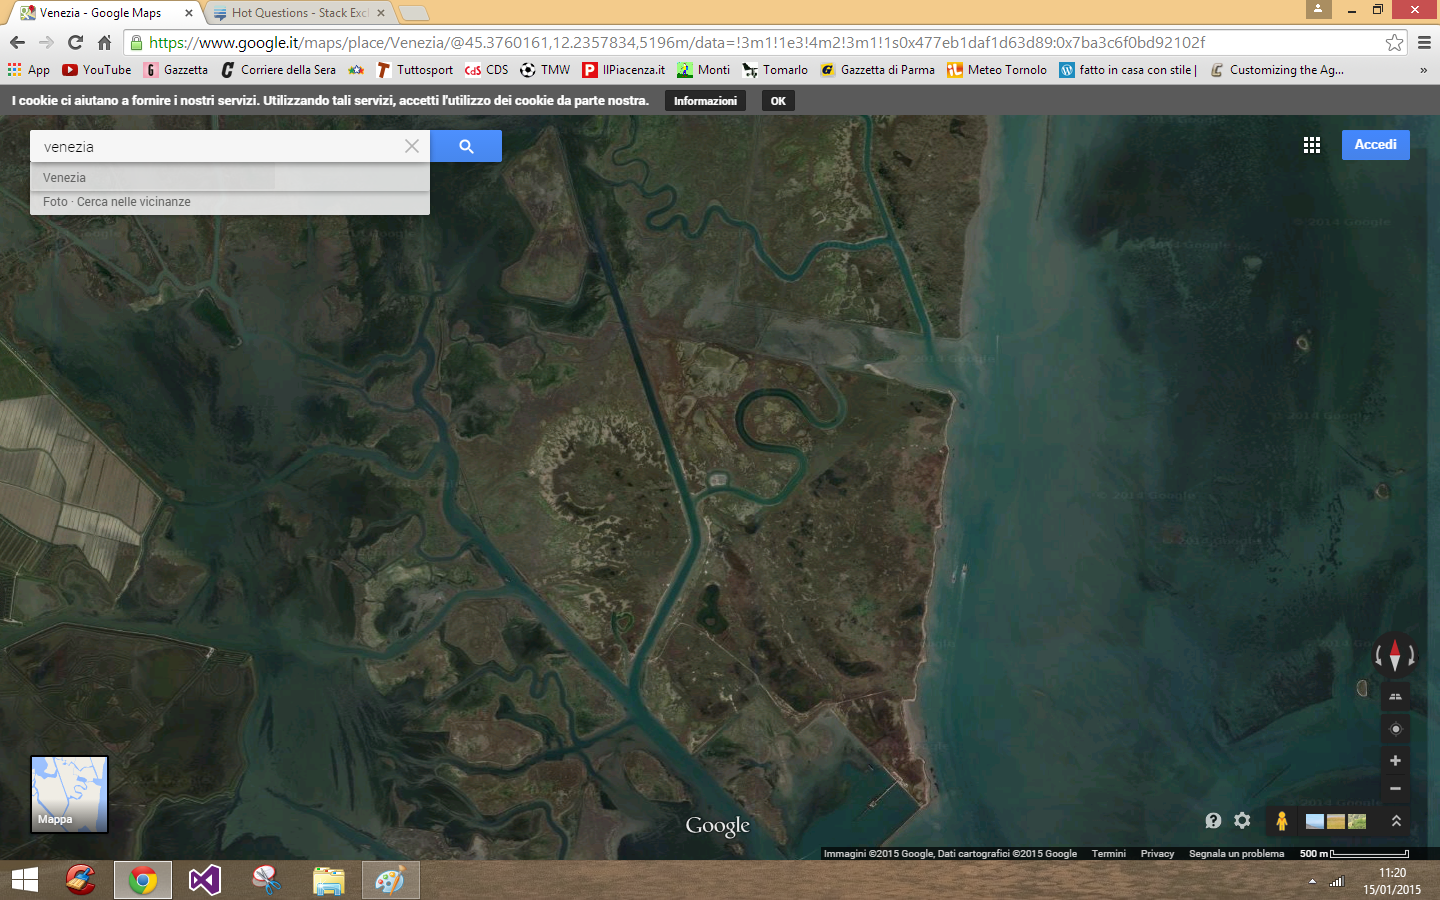 Venezia - Google Maps
Hot Questions - Stack Exc
https://www.google.it/maps/place/Venezia/@45.3760161,12.2357834,5196m/data=!3m1!1e3!4m2!3m1!1s0x477eb1daf1d63d89:0x7ba3c6f0bd92102f
App YouTube Gazzetta Corriere della Sera Tuttosport CDS TMW IlPiacenza.it Monti Tomarlo Gazzetta di Parma Meteo Tornolo fatto in casa con stile | Customizing the Ag... »
I cookie ci aiutano a fornire i nostri servizi. Utilizzando tali servizi, accetti l'utilizzo dei cookie da parte nostra. Informazioni OK
venezia
Accedi
Venezia
Foto · Cerca nelle vicinanze
Mappa
Google
Immagini ©2015 Google, Dati cartografici ©2015 Google Termini Privacy Segnala un problema 500 m
11:20
15/01/2015